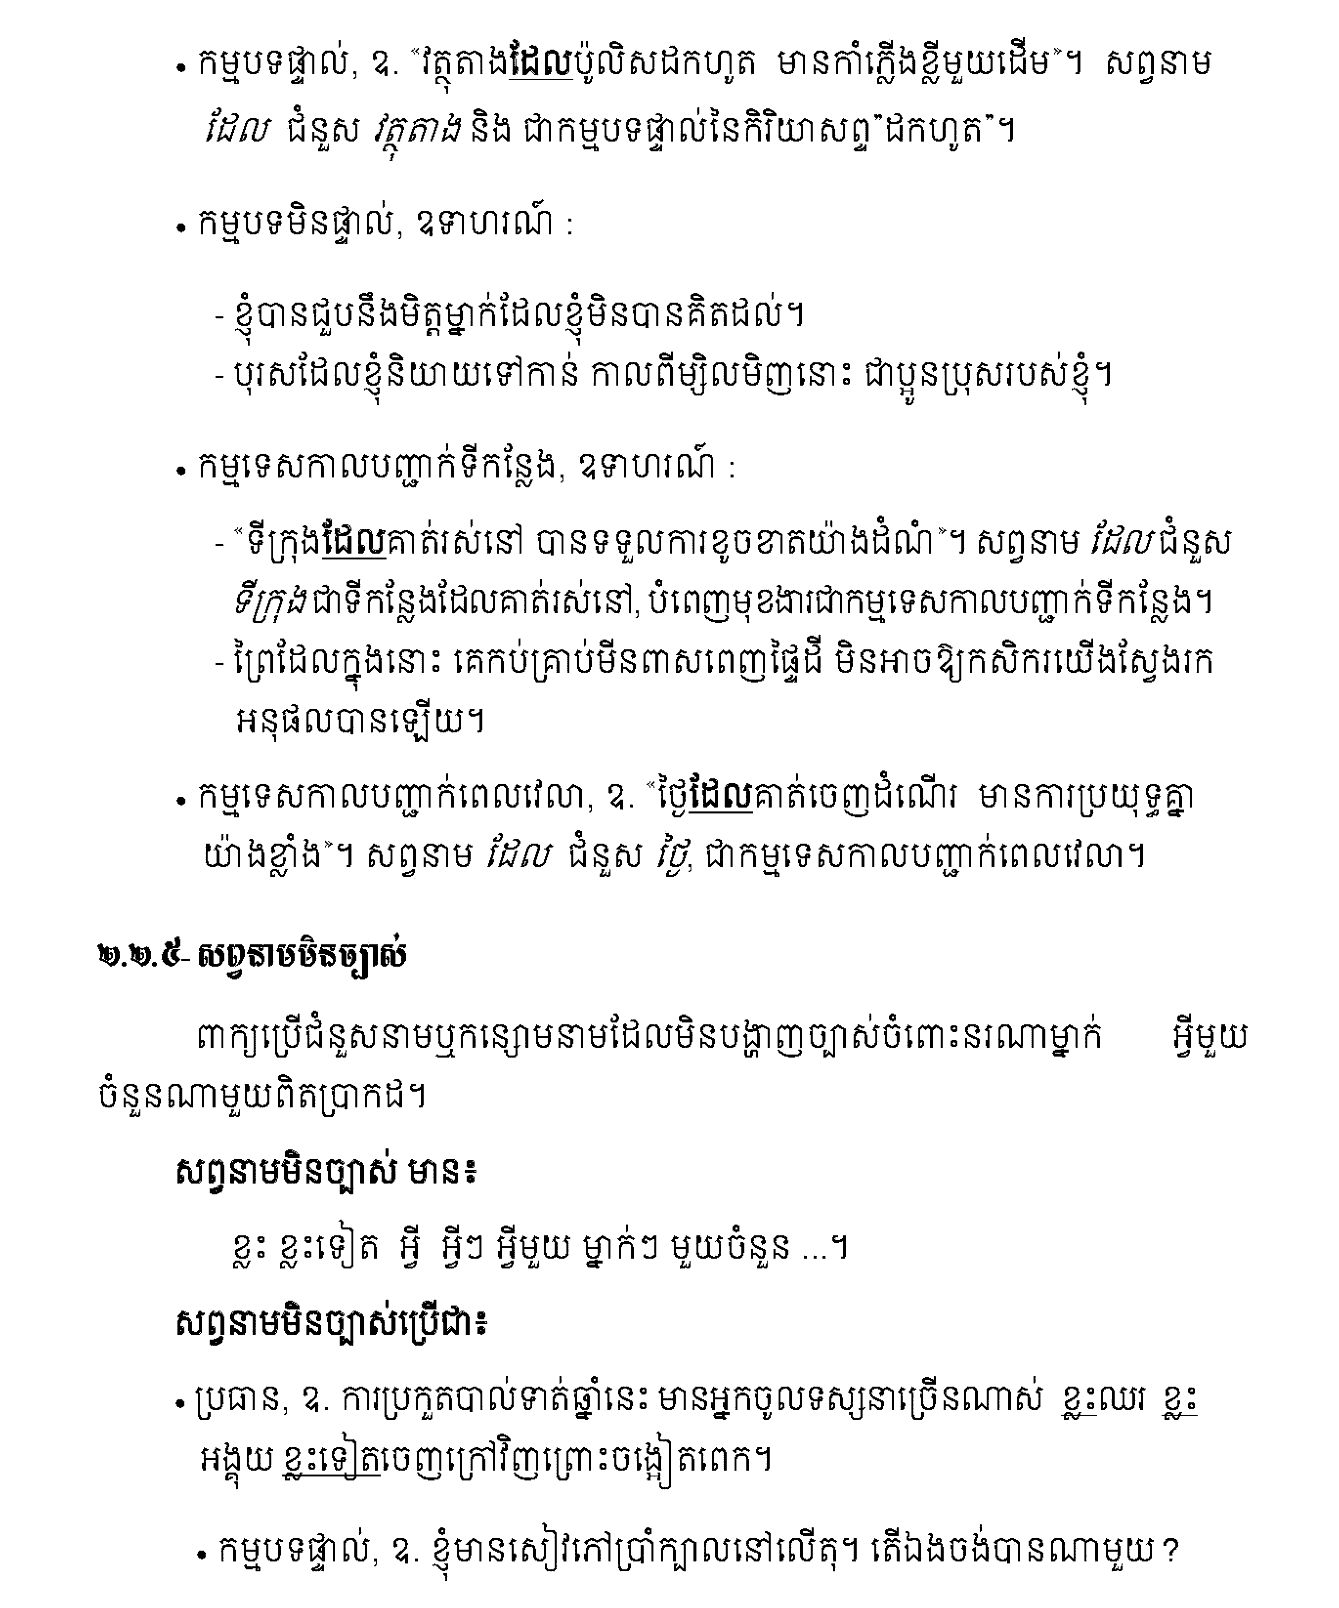 • កម្មបទផ្ទាល់, ឧ. «វត្ថុតាងដែលប៉ូលិសដកហូត មានកាំភ្លើងខ្លីមួយដើម»។ សព្វនាម
ដែល ជំនួស វត្ថុតាង និង ជាកម្មបទផ្ទាល់នៃកិរិយាសព្ទ"ដកហូត"។
• កម្មបទមិនផ្ទាល់, ឧទាហរណ៍ :
- ខ្ញុំបានជួបនឹងមិត្តម្នាក់ដែលខ្ញុំមិនបានគិតដល់។
- បុរសដែលខ្ញុំនិយាយទៅកាន់ កាលពីម្សិលមិញនោះ ជាប្អូនប្រុសរបស់ខ្ញុំ។
• កម្មទេសកាលបញ្ជាក់ទីកន្លែង, ឧទាហរណ៍ :
- «ទីក្រុងដែលគាត់រស់នៅ បានទទួលការខូចខាតយ៉ាងដំណំ»។ សព្វនាម ដែល ជំនួស
ទីក្រុង ជាទីកន្លែងដែលគាត់រស់នៅ, បំពេញមុខងារជាកម្មទេសកាលបញ្ជាក់ទីកន្លែង។
- ព្រៃដែលក្នុងនោះ គេកប់គ្រាប់មីនពាសពេញផ្ទៃដី មិនអាចឱ្យកសិករយើងស្វែងរក
អនុផលបានឡើយ។
• កម្មទេសកាលបញ្ជាក់ពេលវេលា, ឧ. «ថ្ងៃដែលគាត់ចេញដំណើរ មានការប្រយុទ្ធគ្នា
យ៉ាងខ្លាំង»។ សព្វនាម ដែល ជំនួស ថ្ងៃ, ជាកម្មទេសកាលបញ្ជាក់ពេលវេលា។
២.២.៥- សព្វនាមមិនច្បាស់
ពាក្យប្រើជំនួសនាមឬកន្សោមនាមដែលមិនបង្ហាញច្បាស់ចំពោះនរណាម្នាក់ អ្វីមួយ
ចំនួនណាមួយពិតប្រាកដ។
សព្វនាមមិនច្បាស់ មាន៖
ខ្លះ ខ្លះទៀត អ្វី អ្វីៗ អ្វីមួយ ម្នាក់ៗ មួយចំនួន ...។
សព្វនាមមិនច្បាស់ប្រើជា៖
• ប្រធាន, ឧ. ការប្រកួតបាល់ទាត់ឆ្នាំនេះ មានអ្នកចូលទស្សនាច្រើនណាស់ ខ្លះឈរ ខ្លះ
អង្គុយ ខ្លះទៀតចេញក្រៅវិញព្រោះចង្អៀតពេក។
• កម្មបទផ្ទាល់, ឧ. ខ្ញុំមានសៀវភៅប្រាំក្បាលនៅលើតុ។ តើឯងចង់បានណាមួយ ?